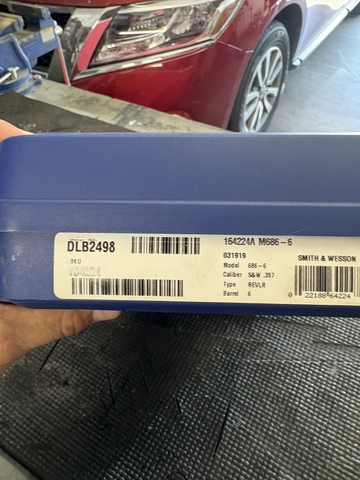 DLB2498
SKU
164224A M686-6
031919
Model 686-6
Caliber S&W .357
Type REVLR
Barrel 6
SMITH & WESSON
0 22188 64224